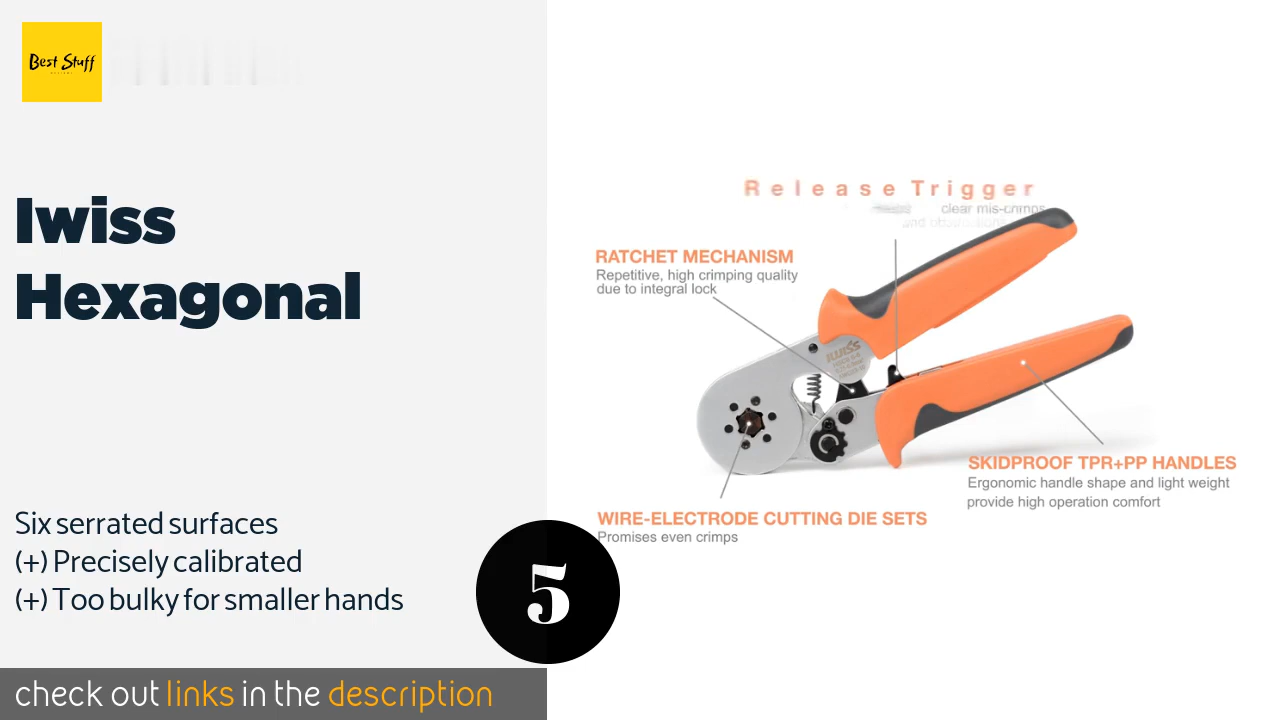 Best Stuff
Iwiss
Hexagonal
Six serrated surfaces
(+) Precisely calibrated
(+) Too bulky for smaller hands
check out links in the description
5
Release Trigger
clear mis-crimps
and obstructions
RATCHET MECHANISM
Repetitive, high crimping quality
due to integral lock
IWISS
SKIDPROOF TPR+PP HANDLES
Ergonomic handle shape and light weight
provide high operation comfort
WIRE-ELECTRODE CUTTING DIE SETS
Promises even crimps